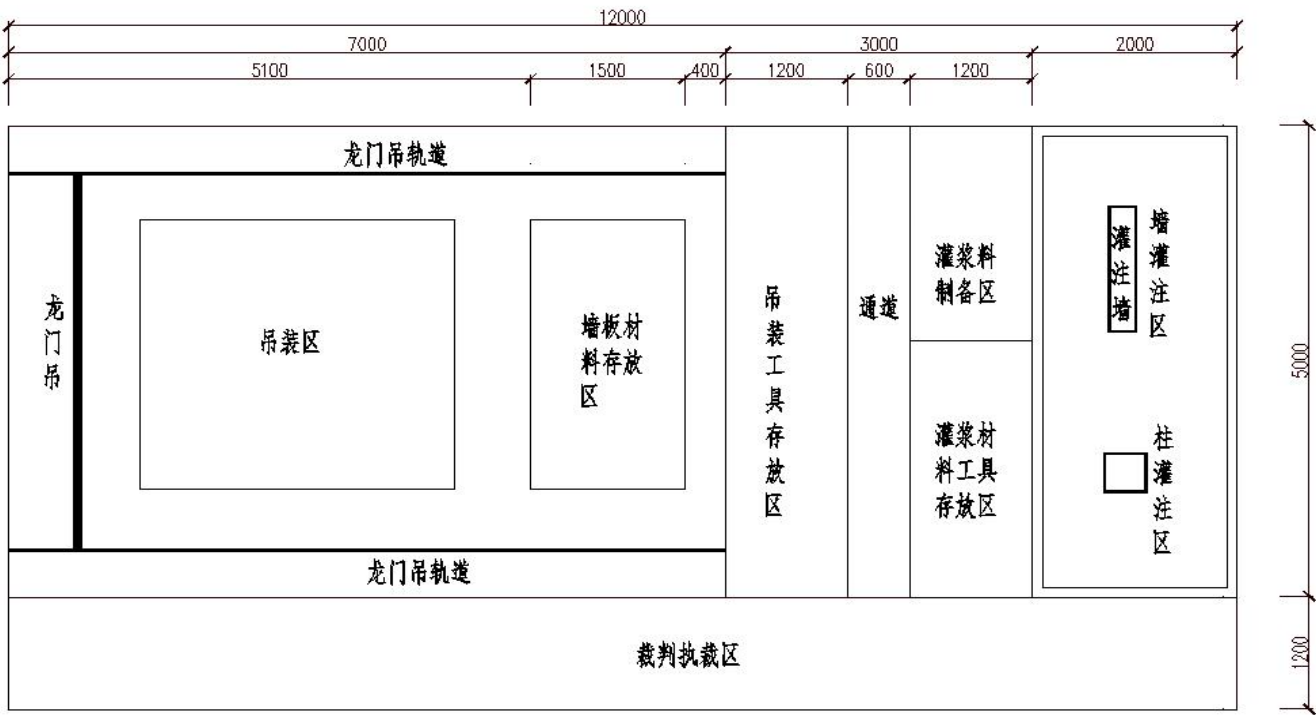 12000
7000
3000
2000
5100
1500
400
1200
600
1200
龙门吊轨道
龙门吊
吊装区
墙板材
料存放
区
吊装工具存放区
通道
灌浆料
制备区
灌浆材
料工具
存放区
灌注墙
墙灌注区
柱灌注区
5000
龙门吊轨道
裁判执裁区
1200